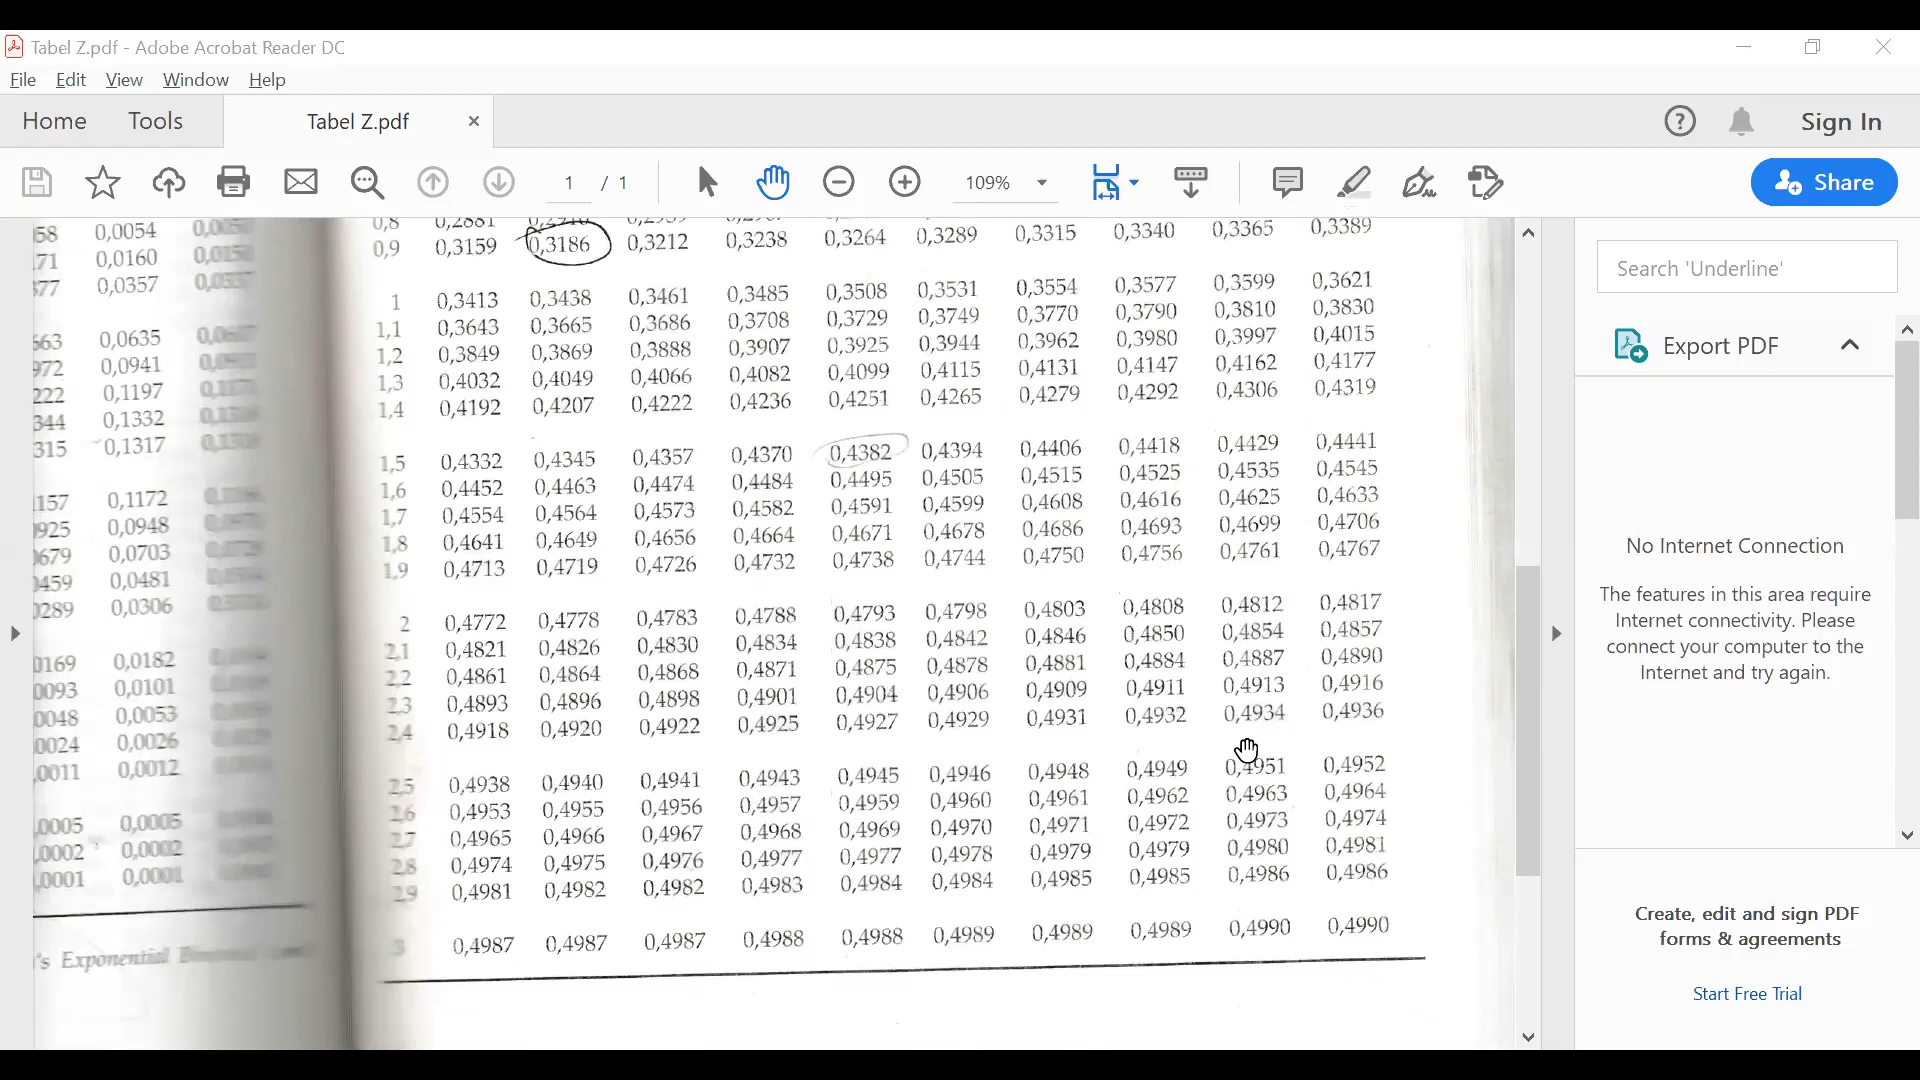 Tabel Z.pdf - Adobe Acrobat Reader DC
File Edit View Window Help
Home Tools Tabel Z.pdf Sign In
1 / 1 109% Share
58 0,0054
71 0,0160
377 0,0357
563 0,0635
972 0,0941
222 0,1197
344 0,1332
315 0,1317
1157 0,1172
0925 0,0948
0679 0,0703
0459 0,0481
0289 0,0306
0169 0,0182
0093 0,0101
0048 0,0053
0024 0,0026
0011 0,0012
0005 0,0005
0002 0,0002
0001 0,0001
's Exponential Binomial
0,8 0,2881
0,9 0,3159 0,3186 0,3212 0,3238 0,3264 0,3289 0,3315 0,3340 0,3365 0,3389
1 0,3413 0,3438 0,3461 0,3485 0,3508 0,3531 0,3554 0,3577 0,3599 0,3621
1,1 0,3643 0,3665 0,3686 0,3708 0,3729 0,3749 0,3770 0,3790 0,3810 0,3830
1,2 0,3849 0,3869 0,3888 0,3907 0,3925 0,3944 0,3962 0,3980 0,3997 0,4015
1,3 0,4032 0,4049 0,4066 0,4082 0,4099 0,4115 0,4131 0,4147 0,4162 0,4177
1,4 0,4192 0,4207 0,4222 0,4236 0,4251 0,4265 0,4279 0,4292 0,4306 0,4319
1,5 0,4332 0,4345 0,4357 0,4370 0,4382 0,4394 0,4406 0,4418 0,4429 0,4441
1,6 0,4452 0,4463 0,4474 0,4484 0,4495 0,4505 0,4515 0,4525 0,4535 0,4545
1,7 0,4554 0,4564 0,4573 0,4582 0,4591 0,4599 0,4608 0,4616 0,4625 0,4633
1,8 0,4641 0,4649 0,4656 0,4664 0,4671 0,4678 0,4686 0,4693 0,4699 0,4706
1,9 0,4713 0,4719 0,4726 0,4732 0,4738 0,4744 0,4750 0,4756 0,4761 0,4767
2 0,4772 0,4778 0,4783 0,4788 0,4793 0,4798 0,4803 0,4808 0,4812 0,4817
2,1 0,4821 0,4826 0,4830 0,4834 0,4838 0,4842 0,4846 0,4850 0,4854 0,4857
2,2 0,4861 0,4864 0,4868 0,4871 0,4875 0,4878 0,4881 0,4884 0,4887 0,4890
2,3 0,4893 0,4896 0,4898 0,4901 0,4904 0,4906 0,4909 0,4911 0,4913 0,4916
2,4 0,4918 0,4920 0,4922 0,4925 0,4927 0,4929 0,4931 0,4932 0,4934 0,4936
2,5 0,4938 0,4940 0,4941 0,4943 0,4945 0,4946 0,4948 0,4949 0,4951 0,4952
2,6 0,4953 0,4955 0,4956 0,4957 0,4959 0,4960 0,4961 0,4962 0,4963 0,4964
2,7 0,4965 0,4966 0,4967 0,4968 0,4969 0,4970 0,4971 0,4972 0,4973 0,4974
2,8 0,4974 0,4975 0,4976 0,4977 0,4977 0,4978 0,4979 0,4979 0,4980 0,4981
2,9 0,4981 0,4982 0,4982 0,4983 0,4984 0,4984 0,4985 0,4985 0,4986 0,4986
3 0,4987 0,4987 0,4987 0,4988 0,4988 0,4989 0,4989 0,4989 0,4990 0,4990
Search 'Underline'
Export PDF
No Internet Connection
The features in this area require
Internet connectivity. Please
connect your computer to the
Internet and try again.
Create, edit and sign PDF
forms & agreements
Start Free Trial